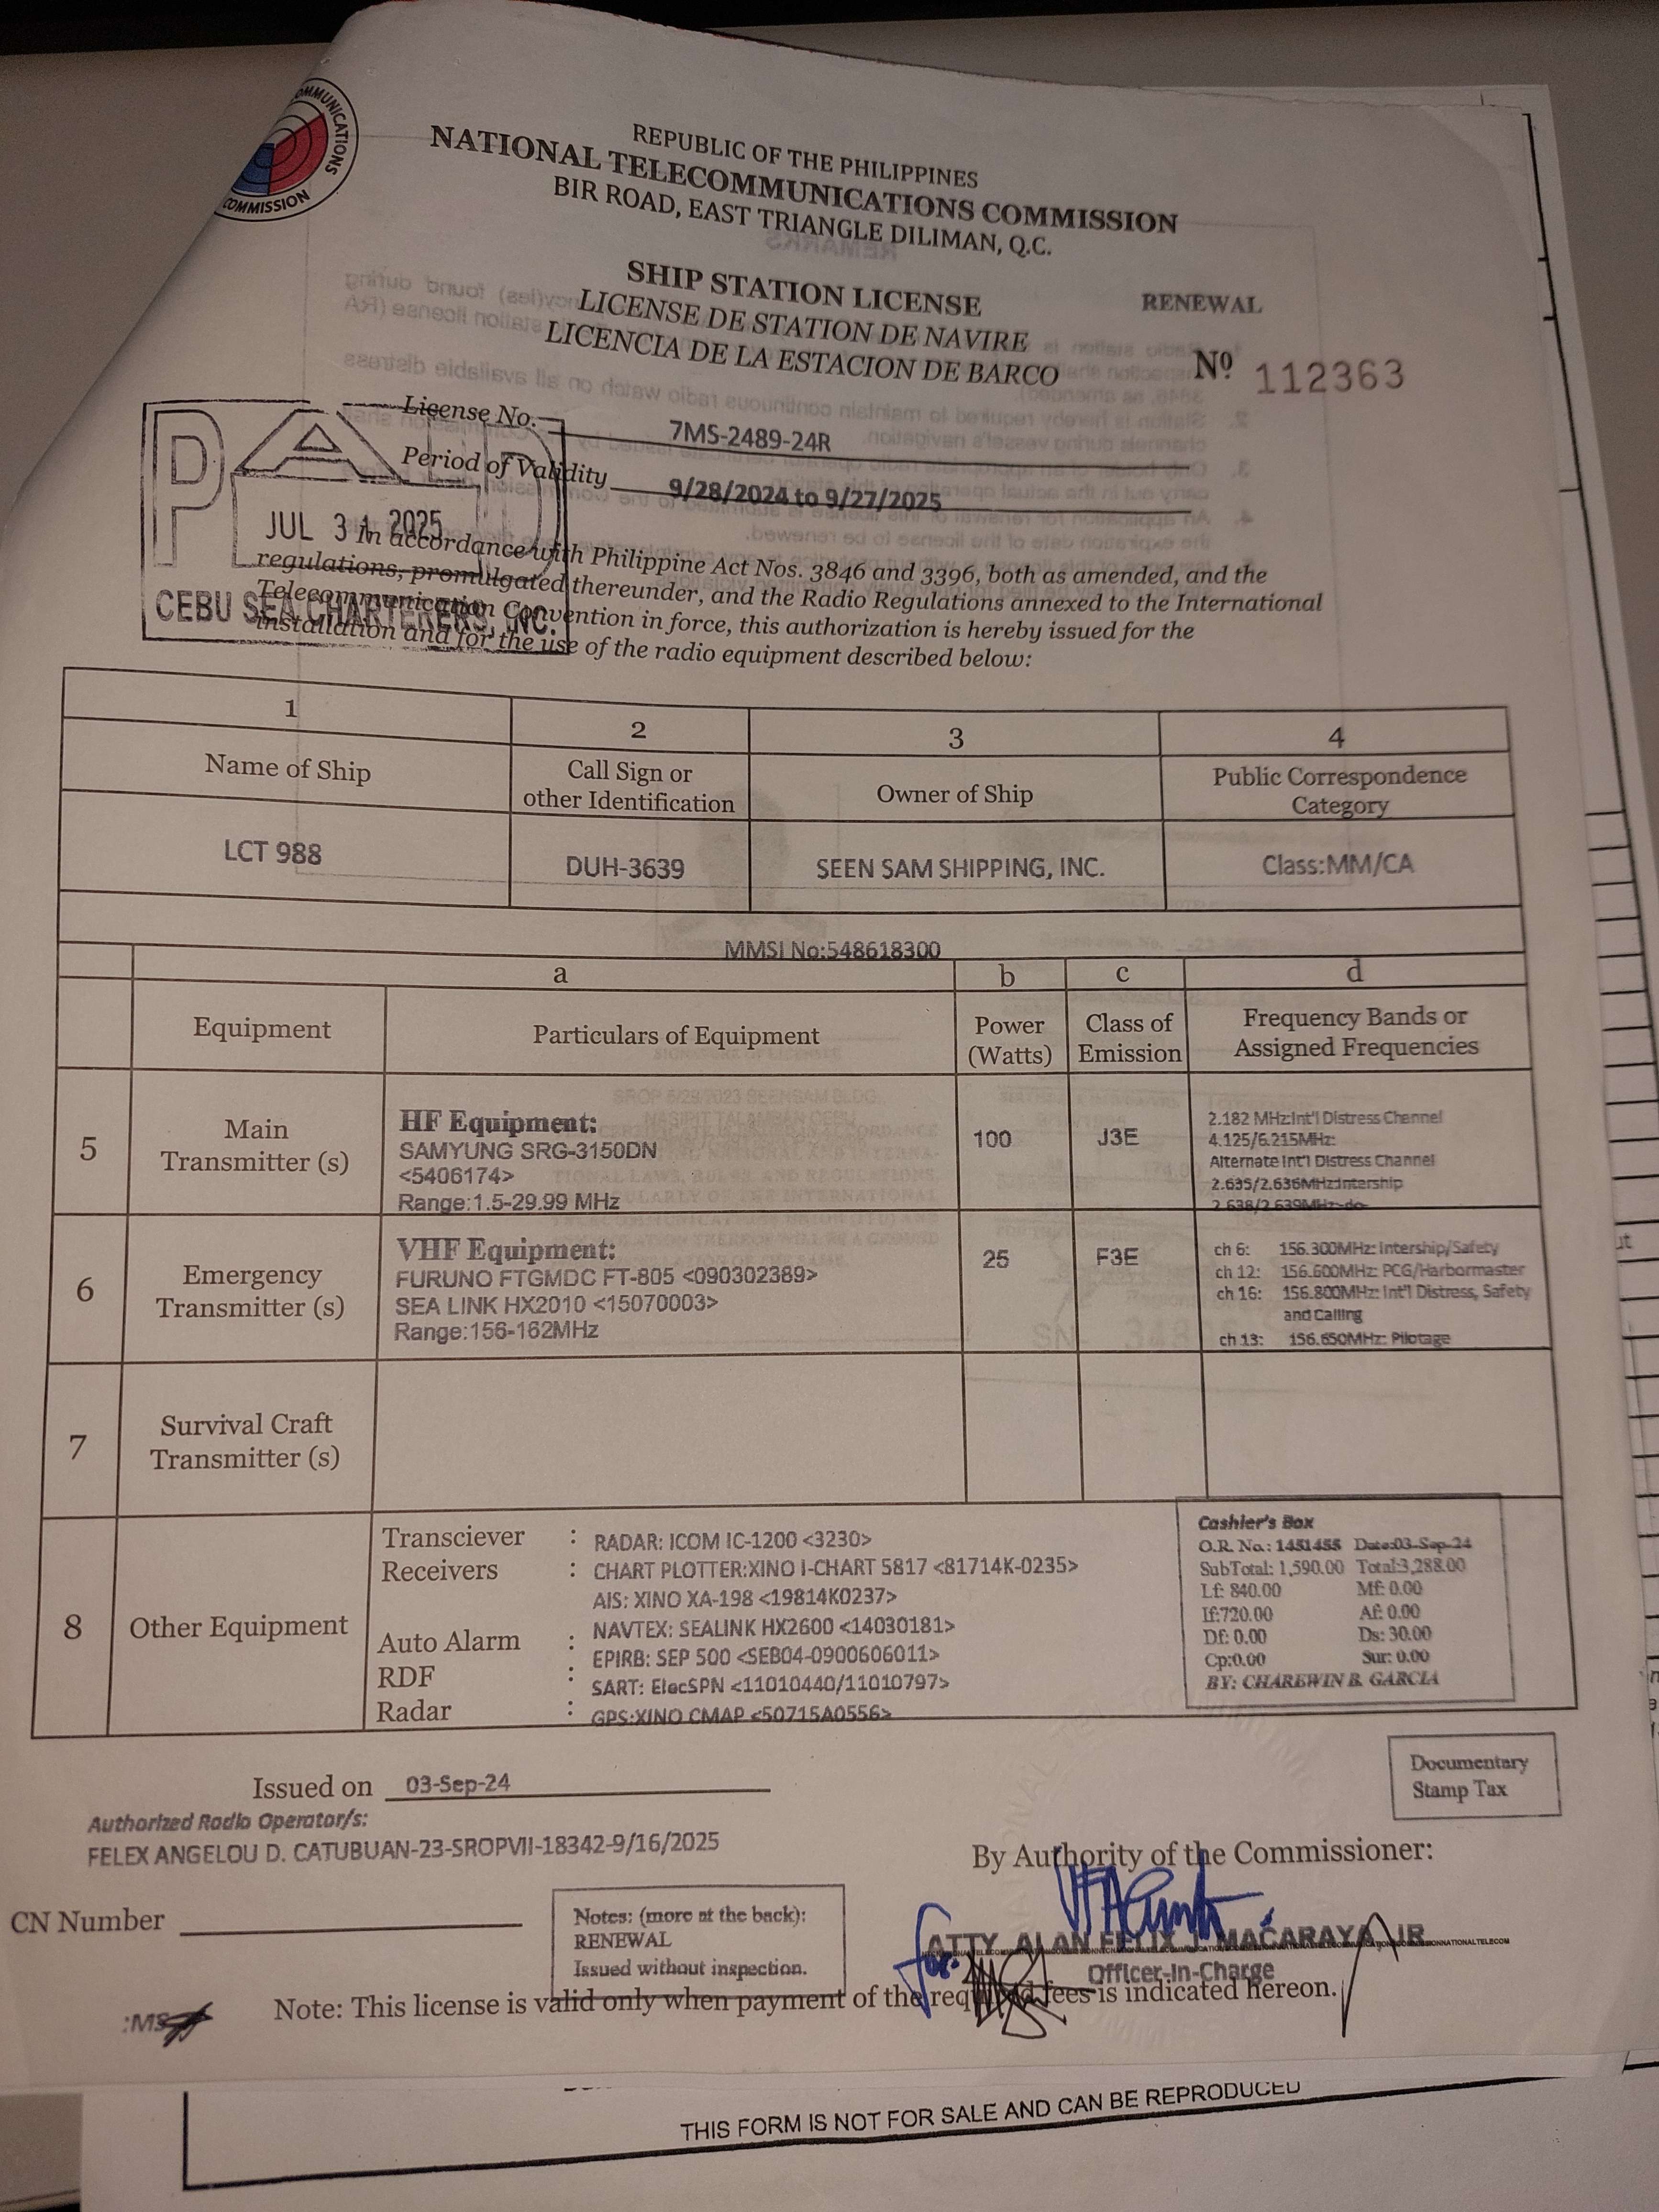 COMMUNICATIONS
COMMISSION
REPUBLIC OF THE PHILIPPINES
NATIONAL TELECOMMUNICATIONS COMMISSION
BIR ROAD, EAST TRIANGLE DILIMAN, Q.C.
SHIP STATION LICENSE
LICENSE DE STATION DE NAVIRE
LICENCIA DE LA ESTACION DE BARCO
RENEWAL
Nº 112363
License No. 7MS-2489-24R
Period of Validity 9/28/2024 to 9/27/2025
PAID
JUL 31 2025
CEBU SEA CHARTERERS, INC.
In accordance with Philippine Act Nos. 3846 and 3396, both as amended, and the
regulations, promulgated thereunder, and the Radio Regulations annexed to the International
Telecommunication Convention in force, this authorization is hereby issued for the
installation and for the use of the radio equipment described below:
1 2 3 4
Name of Ship
Call Sign or
other Identification
Owner of Ship
Public Correspondence
Category
LCT 988 DUH-3639 SEEN SAM SHIPPING, INC. Class:MM/CA
MMSI No:548618300
a b c d
Equipment
Particulars of Equipment
Power
(Watts)
Class of
Emission
Frequency Bands or
Assigned Frequencies
5
Main
Transmitter (s)
HF Equipment:
SAMYUNG SRG-3150DN
<5406174>
Range:1.5-29.99 MHz
100
J3E
2.182 MHz:Int'l Distress Channel
4.125/6.215MHz:
Alternate Int'l Distress Channel
2.635/2.636MHz:Intership
2.638/2.639MHz:-do-
6
Emergency
Transmitter (s)
VHF Equipment:
FURUNO FTGMDC FT-805 <090302389>
SEA LINK HX2010 <15070003>
Range:156-162MHz
25
F3E
ch 6: 156.300MHz: Intership/Safety
ch 12: 156.600MHz: PCG/Harbormaster
ch 16: 156.800MHz: Int'l Distress, Safety
and Calling
ch 13: 156.650MHz: Pilotage
7
Survival Craft
Transmitter (s)
8
Other Equipment
Transciever : RADAR: ICOM IC-1200 <3230>
Receivers : CHART PLOTTER:XINO I-CHART 5817 <81714K-0235>
AIS: XINO XA-198 <19814K0237>
NAVTEX: SEALINK HX2600 <14030181>
Auto Alarm :
EPIRB: SEP 500 <SEB04-0900606011>
RDF :
SART: ElecSPN <11010440/11010797>
Radar : GPS:XINO CMAP <50715A0556>
Cashier's Box
O.R. No.: 1451455 Date:03-Sep-24
SubTotal: 1,590.00 Total:3,288.00
Lf: 840.00 Mf: 0.00
If:720.00 Af: 0.00
Df: 0.00 Ds: 30.00
Cp:0.00 Sur: 0.00
BY: CHAREWIN B. GARCIA
Issued on 03-Sep-24
Documentary
Stamp Tax
Authorized Radio Operator/s:
FELEX ANGELOU D. CATUBUAN-23-SROPVII-18342-9/16/2025
By Authority of the Commissioner:
CN Number
Notes: (more at the back):
RENEWAL
Issued without inspection.
for:
ATTY. ALAN FELIX J. MACARAYA, JR
Officer-In-Charge
Note: This license is valid only when payment of the required fees is indicated hereon.
:MS
THIS FORM IS NOT FOR SALE AND CAN BE REPRODUCED